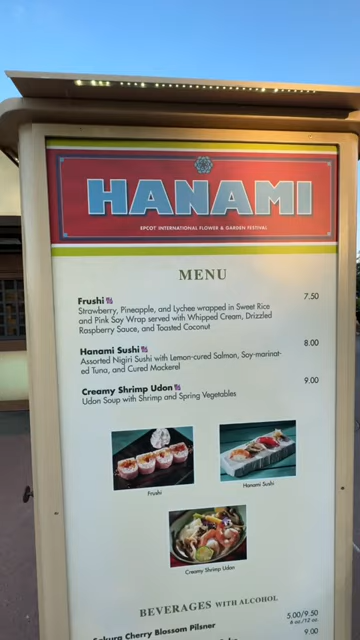 HANAMI
EPCOT INTERNATIONAL FLOWER & GARDEN FESTIVAL
MENU
Frushi 7.50
Strawberry, Pineapple, and Lychee wrapped in Sweet Rice
and Pink Soy Wrap served with Whipped Cream, Drizzled
Raspberry Sauce, and Toasted Coconut
Hanami Sushi 8.00
Assorted Nigiri Sushi with Lemon-cured Salmon, Soy-marinat-
ed Tuna, and Cured Mackerel
Creamy Shrimp Udon 9.00
Udon Soup with Shrimp and Spring Vegetables
Frushi
Hanami Sushi
Creamy Shrimp Udon
BEVERAGES WITH ALCOHOL
Sakura Cherry Blossom Pilsner 5.00/9.50
6 oz./12 oz.
9.00